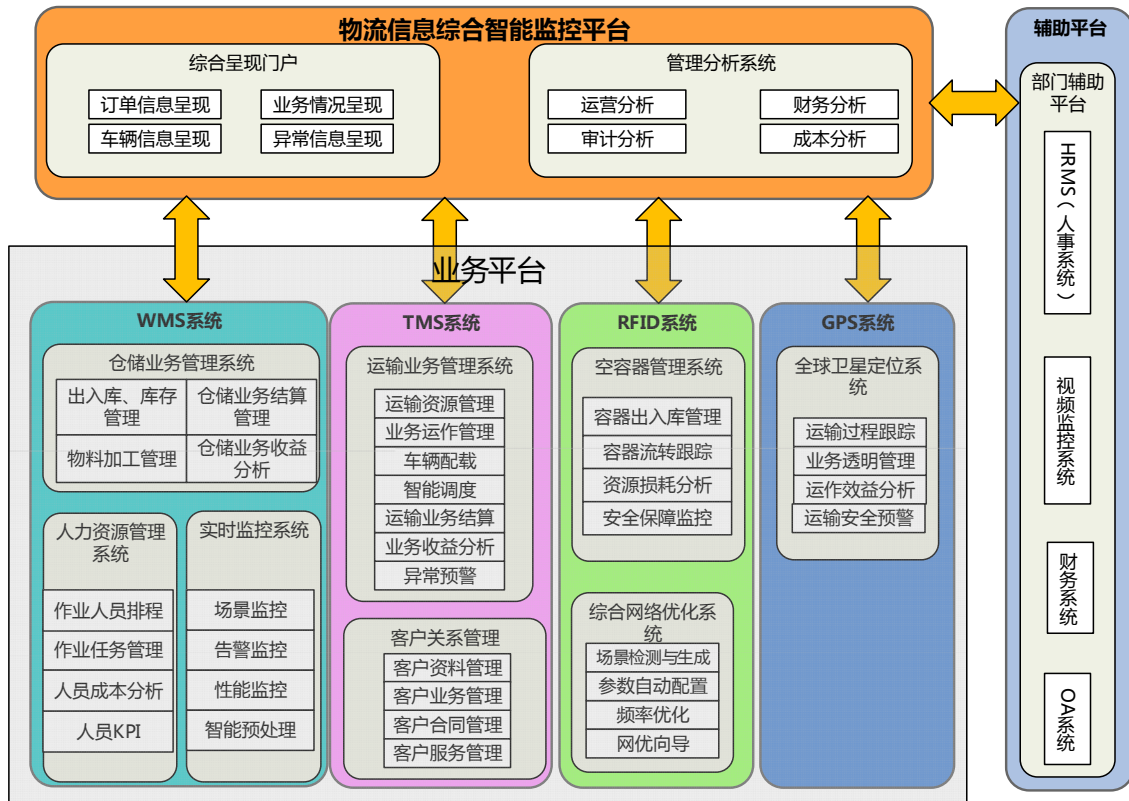 物流信息综合智能监控平台
综合呈现门户
订单信息呈现
业务情况呈现
车辆信息呈现
异常信息呈现
管理分析系统
运营分析
财务分析
审计分析
成本分析
辅助平台
部门辅助
平台
HRMS（人事系统）
视频监控系统
财务系统
OA系统
业务平台
WMS系统
仓储业务管理系统
出入库、库存
管理
仓储业务结算
管理
物料加工管理
仓储业务收益
分析
人力资源管理
系统
作业人员排程
作业任务管理
人员成本分析
人员KPI
实时监控系统
场景监控
告警监控
性能监控
智能预处理
TMS系统
运输业务管理系统
运输资源管理
业务运作管理
车辆配载
智能调度
运输业务结算
业务收益分析
异常预警
客户关系管理
客户资料管理
客户业务管理
客户合同管理
客户服务管理
RFID系统
空容器管理系统
容器出入库管理
容器流转跟踪
资源损耗分析
安全保障监控
综合网络优化系
统
场景检测与生成
参数自动配置
频率优化
网优向导
GPS系统
全球卫星定位系
统
运输过程跟踪
业务透明管理
运作效益分析
运输安全预警